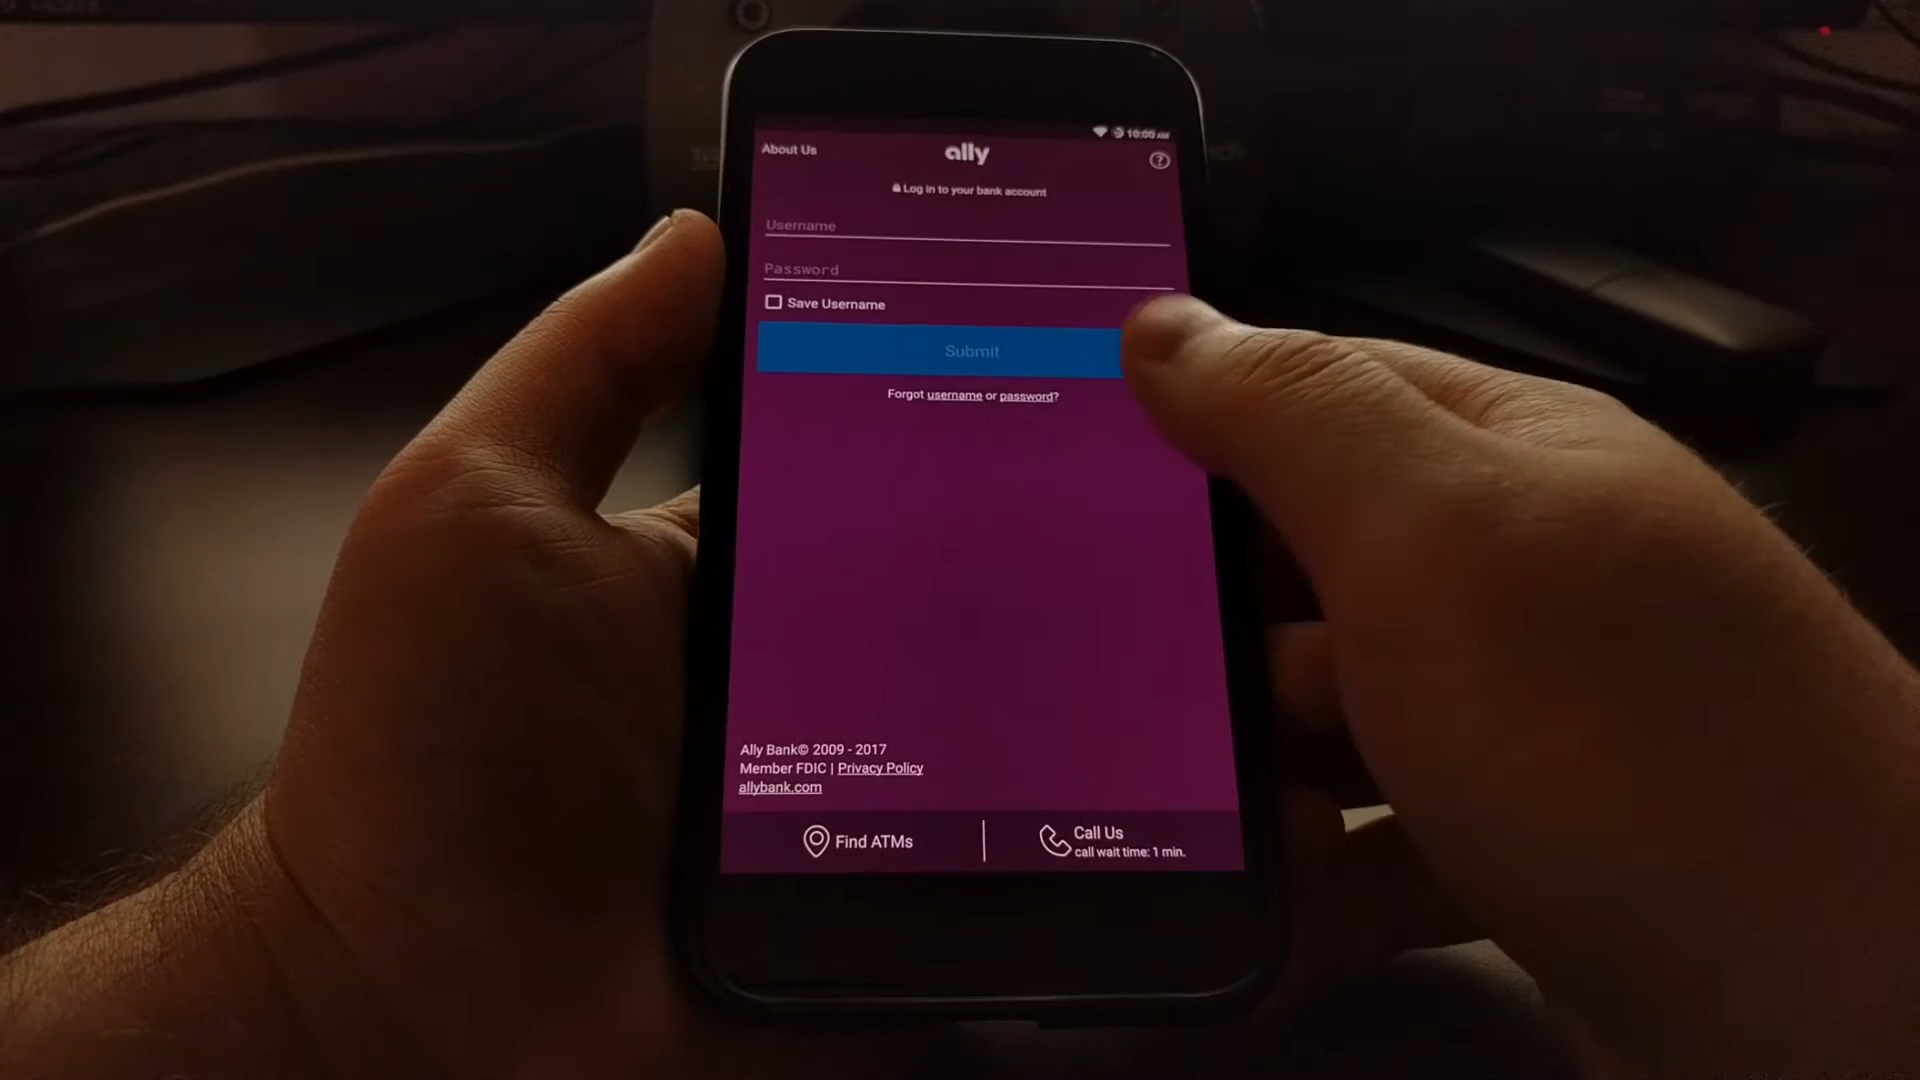 10:00 AM
About Us
ally
Log in to your bank account
Username
Password
Save Username
Submit
Forgot username or password?
Ally Bank© 2009 - 2017
Member FDIC | Privacy Policy
allybank.com
Find ATMs
Call Us
call wait time: 1 min.